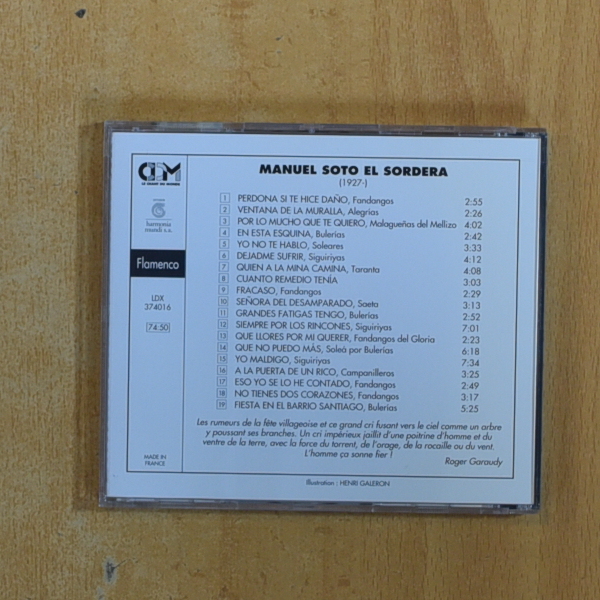 CDM
LE CHANT DU MONDE
harmonia
mundi s.a.
Flamenco
LDX
374016
74:50
MADE IN
FRANCE
MANUEL SOTO EL SORDERA
(1927-)
1 PERDONA SI TE HICE DAÑO, Fandangos 2:55
2 VENTANA DE LA MURALLA, Alegrías 2:26
3 POR LO MUCHO QUE TE QUIERO, Malagueñas del Mellizo 4:02
4 EN ESTA ESQUINA, Bulerías 2:42
5 YO NO TE HABLO, Soleares 3:33
6 DEJADME SUFRIR, Siguiriyas 4:12
7 QUIEN A LA MINA CAMINA, Taranta 4:08
8 CUANTO REMEDIO TENÍA 3:03
9 FRACASO, Fandangos 2:29
10 SEÑORA DEL DESAMPARADO, Saeta 3:13
11 GRANDES FATIGAS TENGO, Bulerías 2:52
12 SIEMPRE POR LOS RINCONES, Siguiriyas 7:01
13 QUE LLORES POR MI QUERER, Fandangos del Gloria 2:23
14 QUE NO PUEDO MÁS, Soleá por Bulerías 6:18
15 YO MALDIGO, Siguiriyas 7:34
16 A LA PUERTA DE UN RICO, Campanilleros 3:25
17 ESO YO SE LO HE CONTADO, Fandangos 2:49
18 NO TIENES DOS CORAZONES, Fandangos 3:17
19 FIESTA EN EL BARRIO SANTIAGO, Bulerías 5:25
Les rumeurs de la fête villageoise et ce grand cri fusant vers le ciel comme un arbre
y poussant ses branches. Un cri impérieux jaillit d'une poitrine d'homme et du
ventre de la terre, avec la force du torrent, de l'orage, de la rocaille ou du vent.
L'homme ça sonne fier !
Roger Garaudy
Illustration : HENRI GALERON